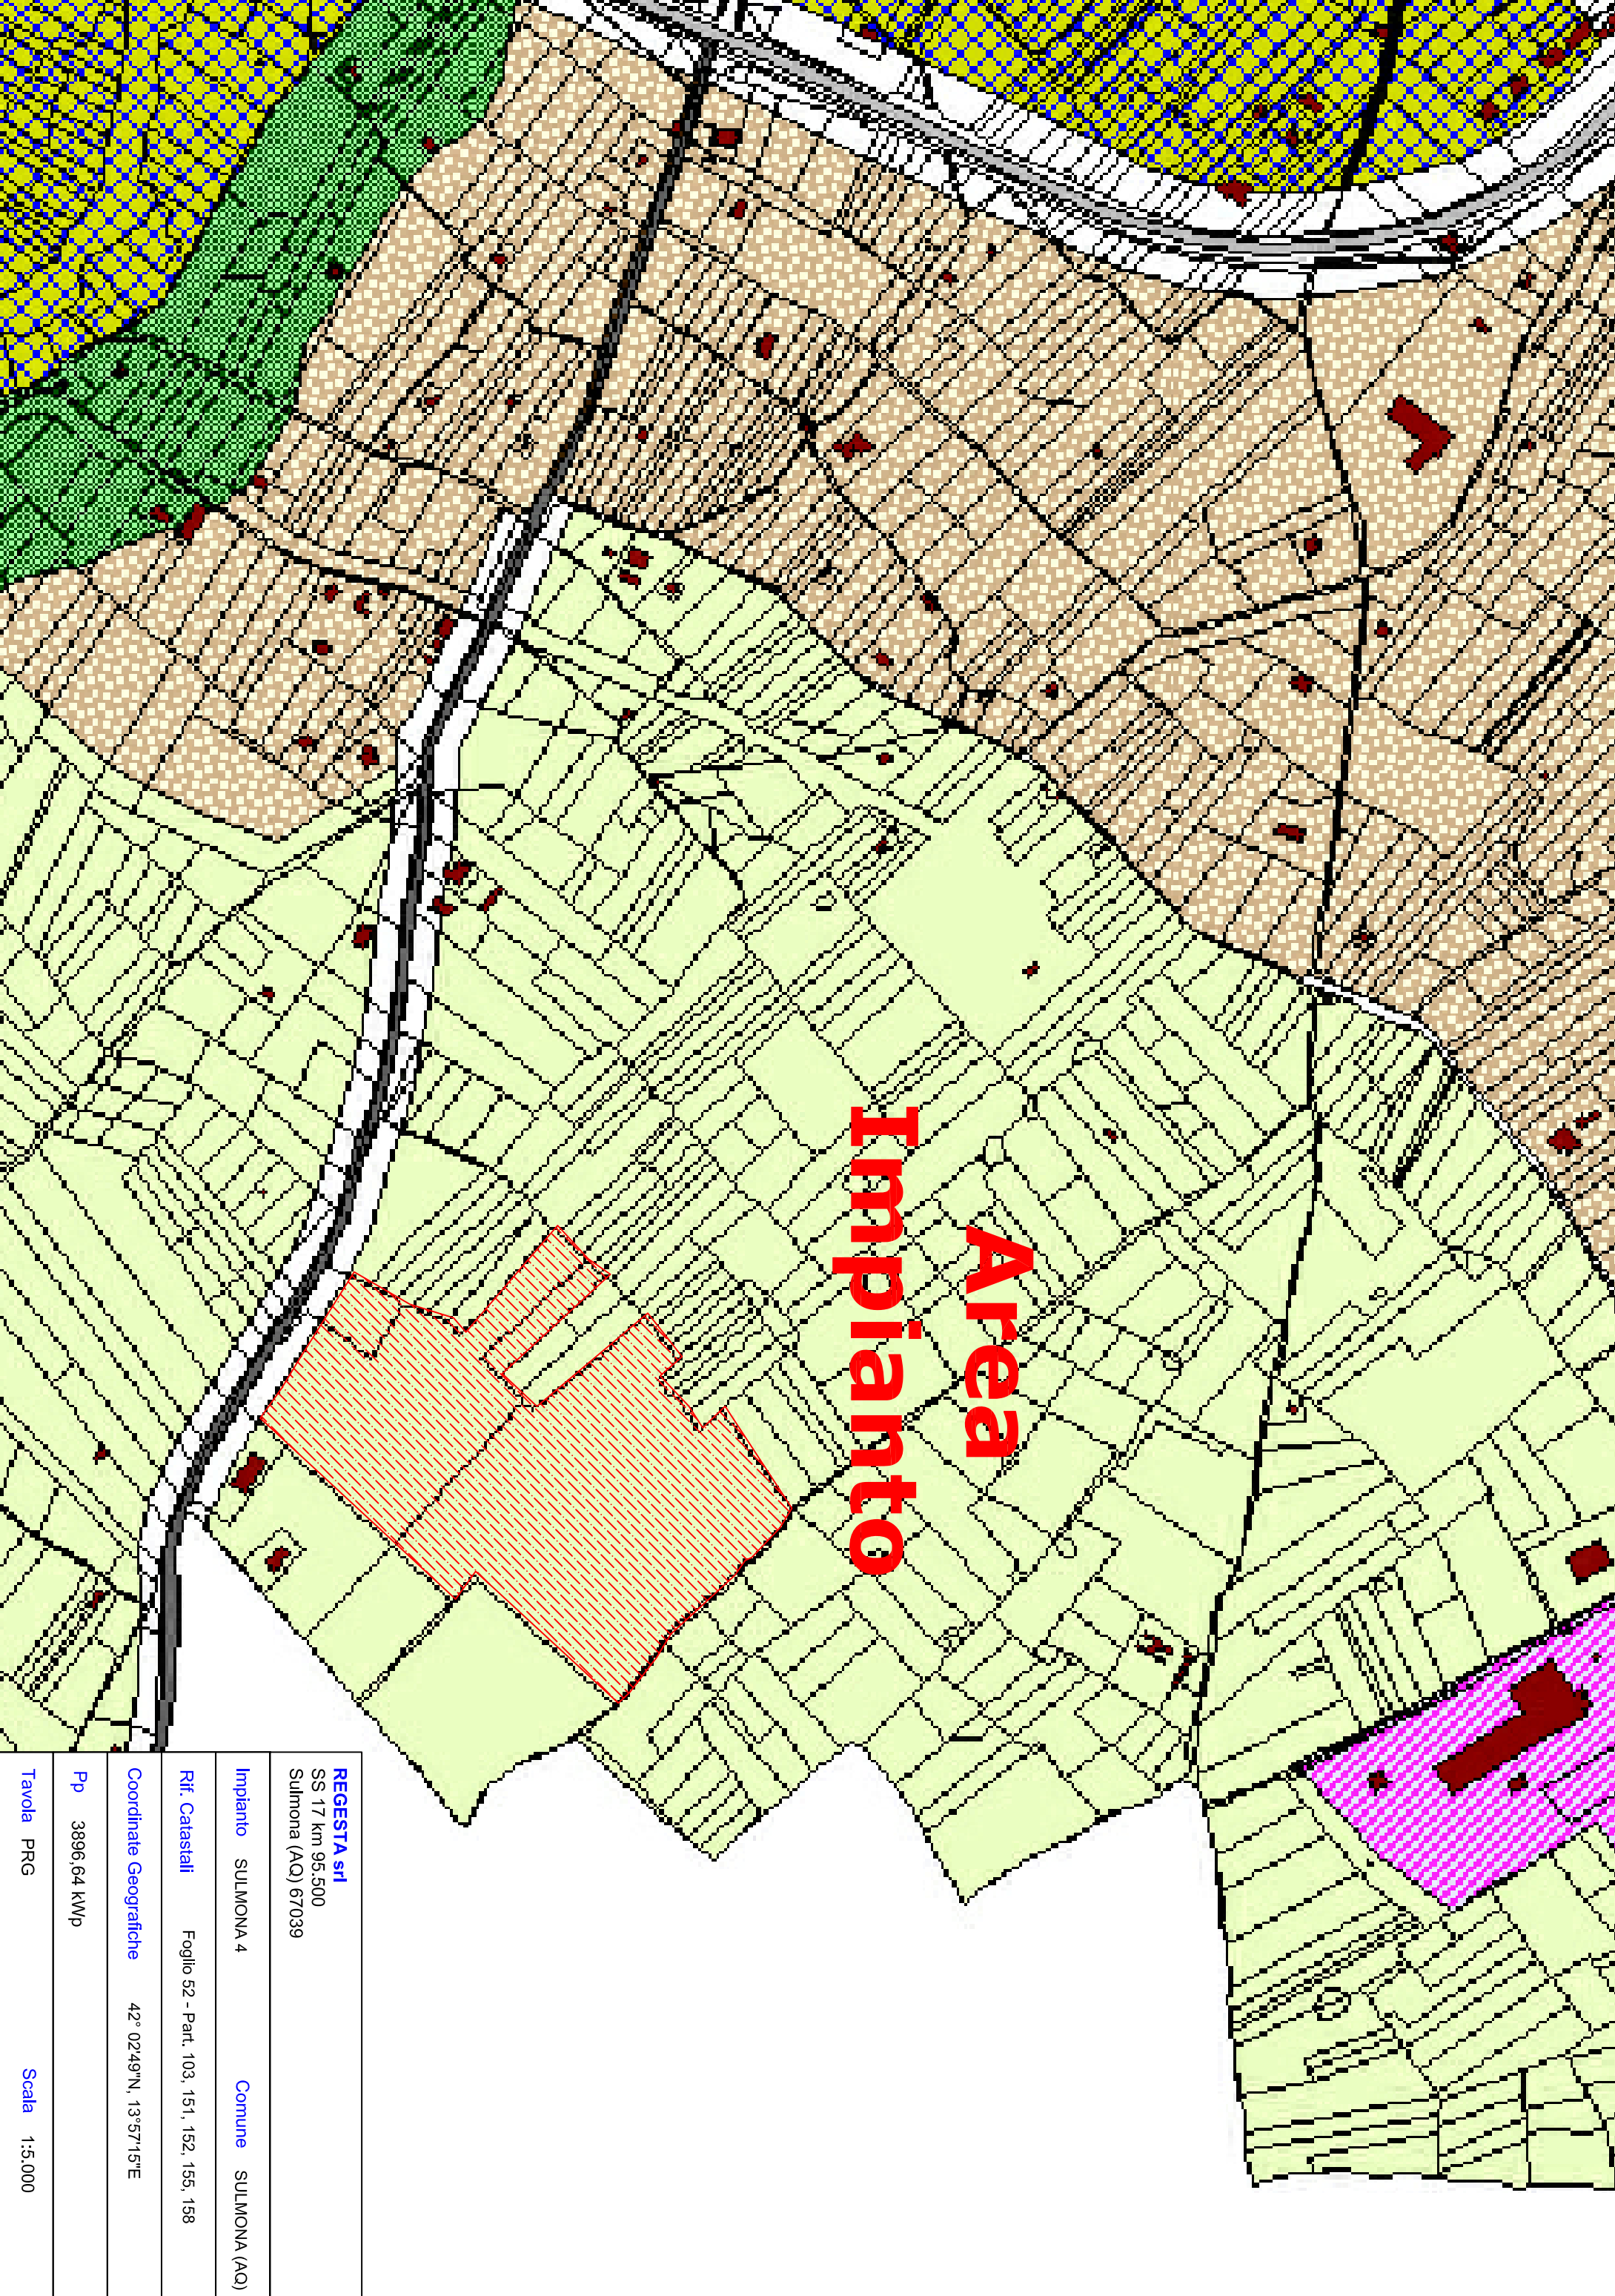 Area
Impianto
REGESTA srl
SS 17 km 95.500
Sulmona (AQ) 67039
Impianto SULMONA 4 Comune SULMONA (AQ)
Rif. Catastali Foglio 52 - Part. 103, 151, 152, 155, 158
Coordinate Geografiche 42° 02'49"N, 13°57'15"E
Pp 3896,64 kWp
Tavola PRG Scala 1:5.000